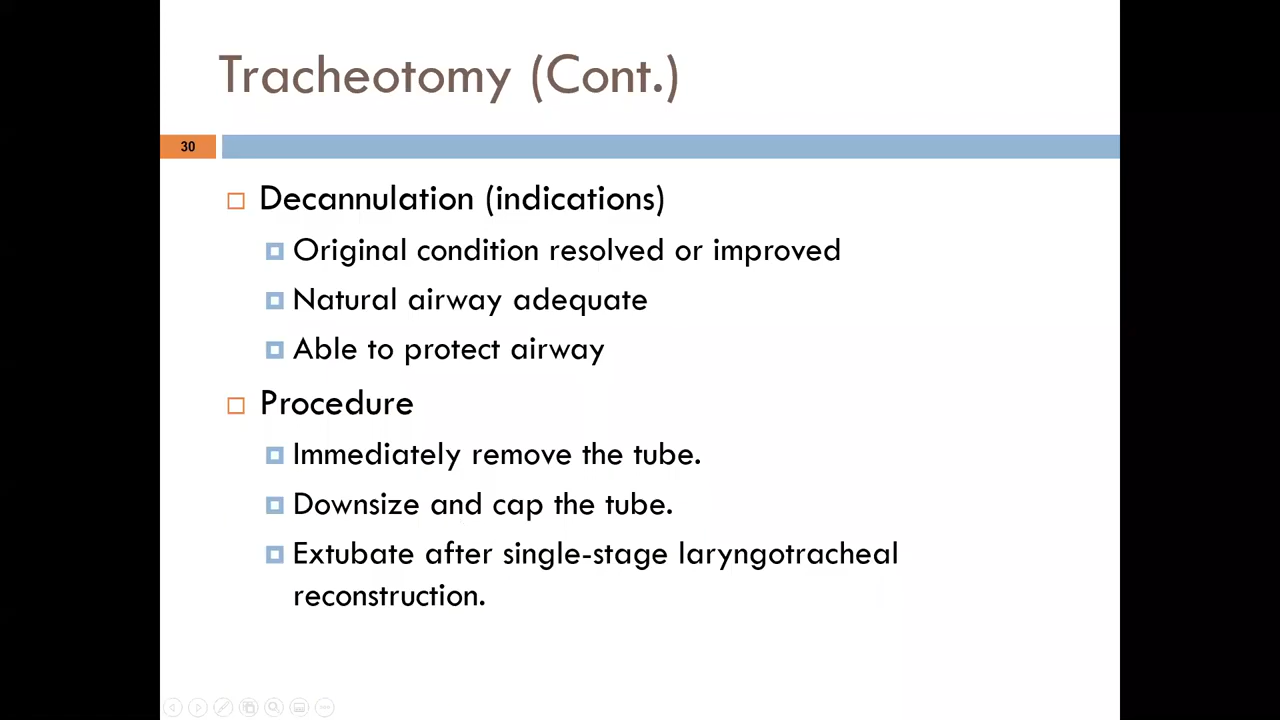 Tracheotomy (Cont.)
30
Decannulation (indications)
Original condition resolved or improved
Natural airway adequate
Able to protect airway
Procedure
Immediately remove the tube.
Downsize and cap the tube.
Extubate after single-stage laryngotracheal
reconstruction.